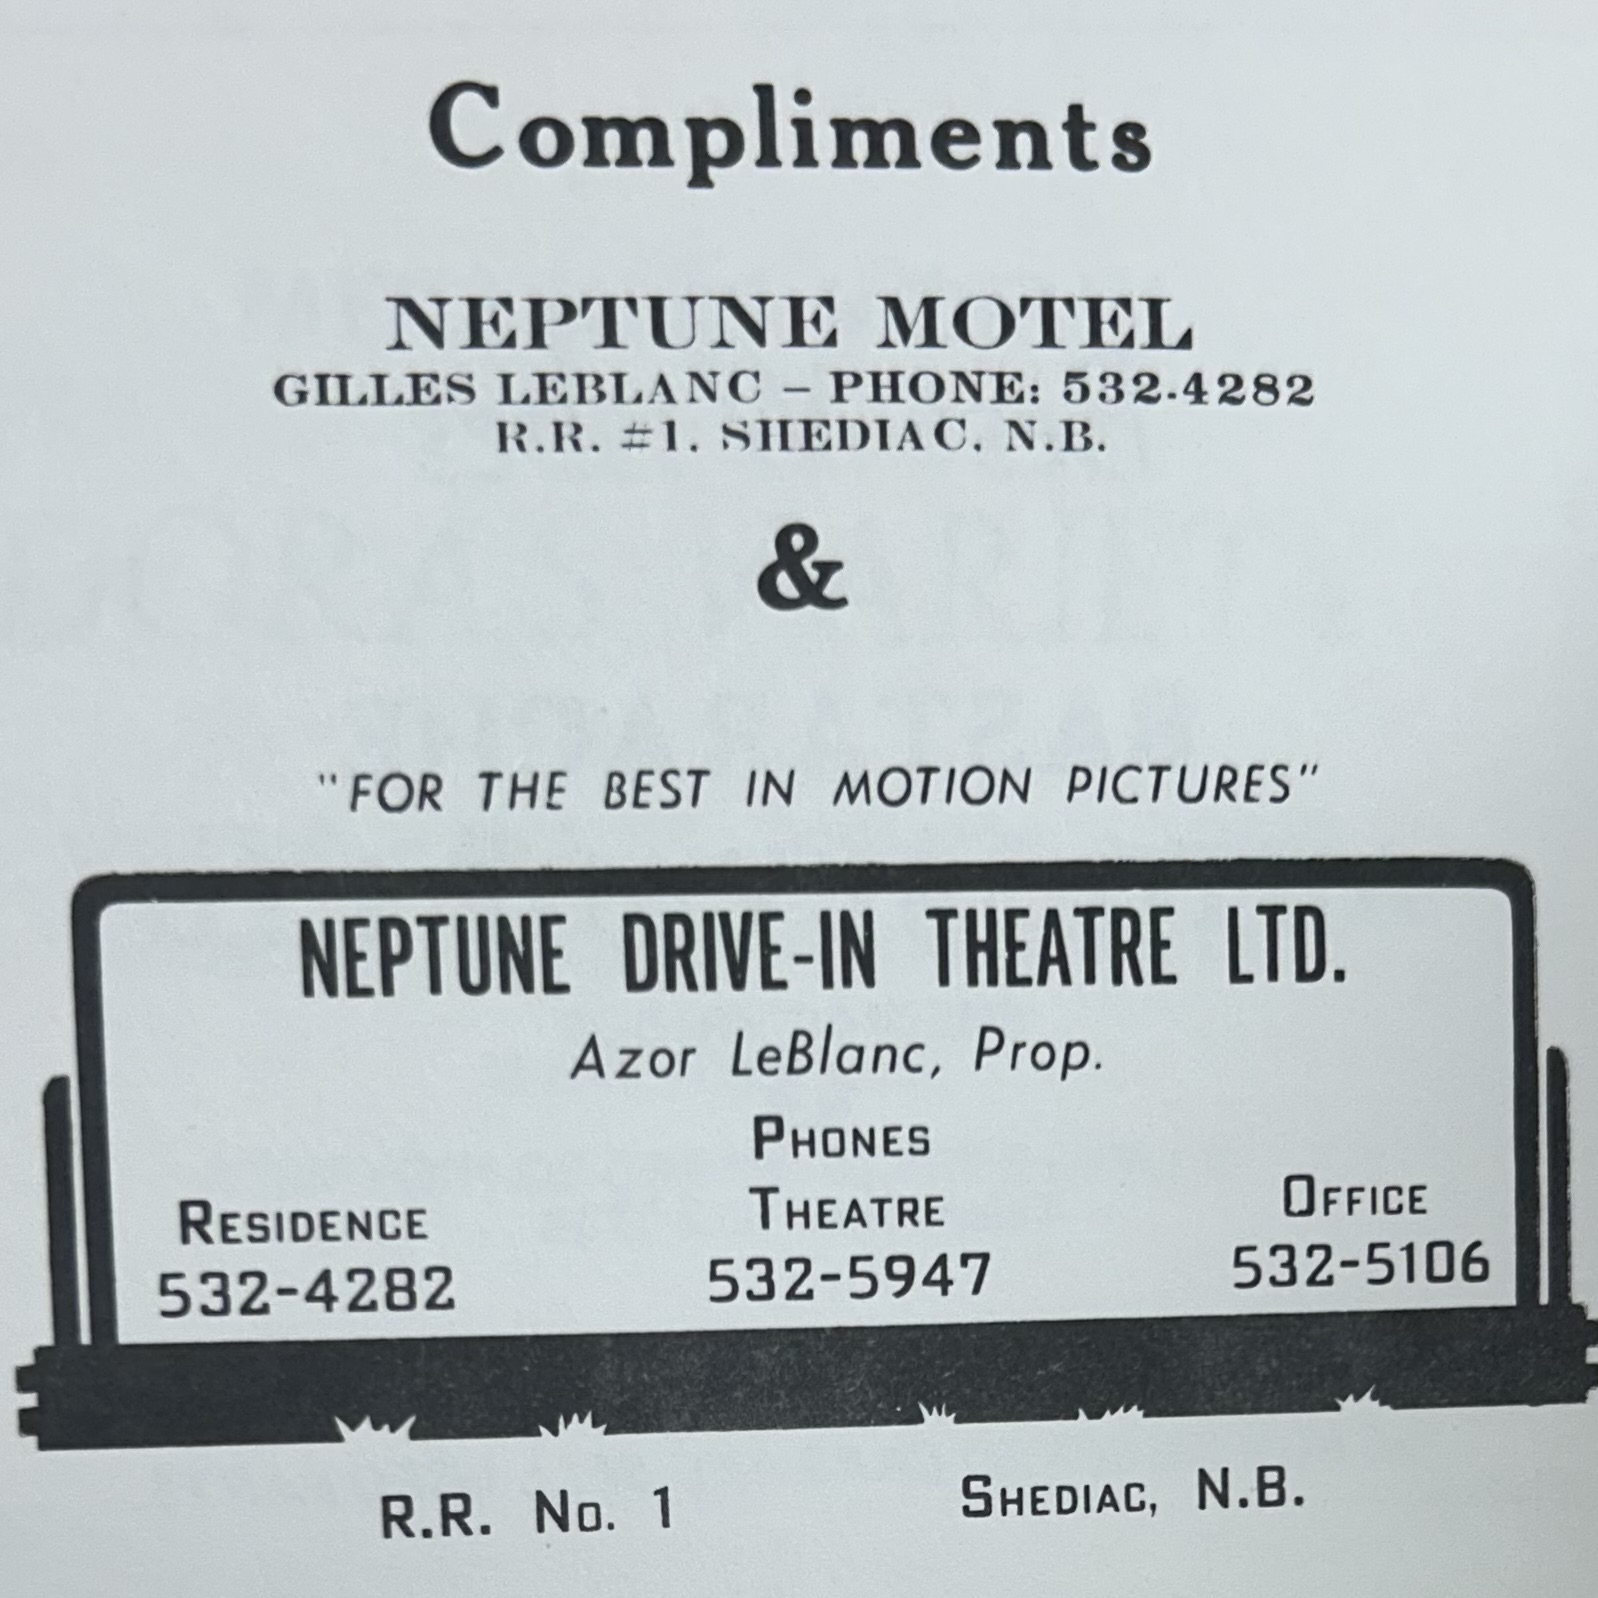 Compliments
NEPTUNE MOTEL
GILLES LEBLANC – PHONE: 532-4282
R.R. #1, SHEDIAC, N.B.
&
"FOR THE BEST IN MOTION PICTURES"
NEPTUNE DRIVE-IN THEATRE LTD.
Azor LeBlanc, Prop.
PHONES
RESIDENCE THEATRE OFFICE
532-4282 532-5947 532-5106
R.R. No. 1 SHEDIAC, N.B.